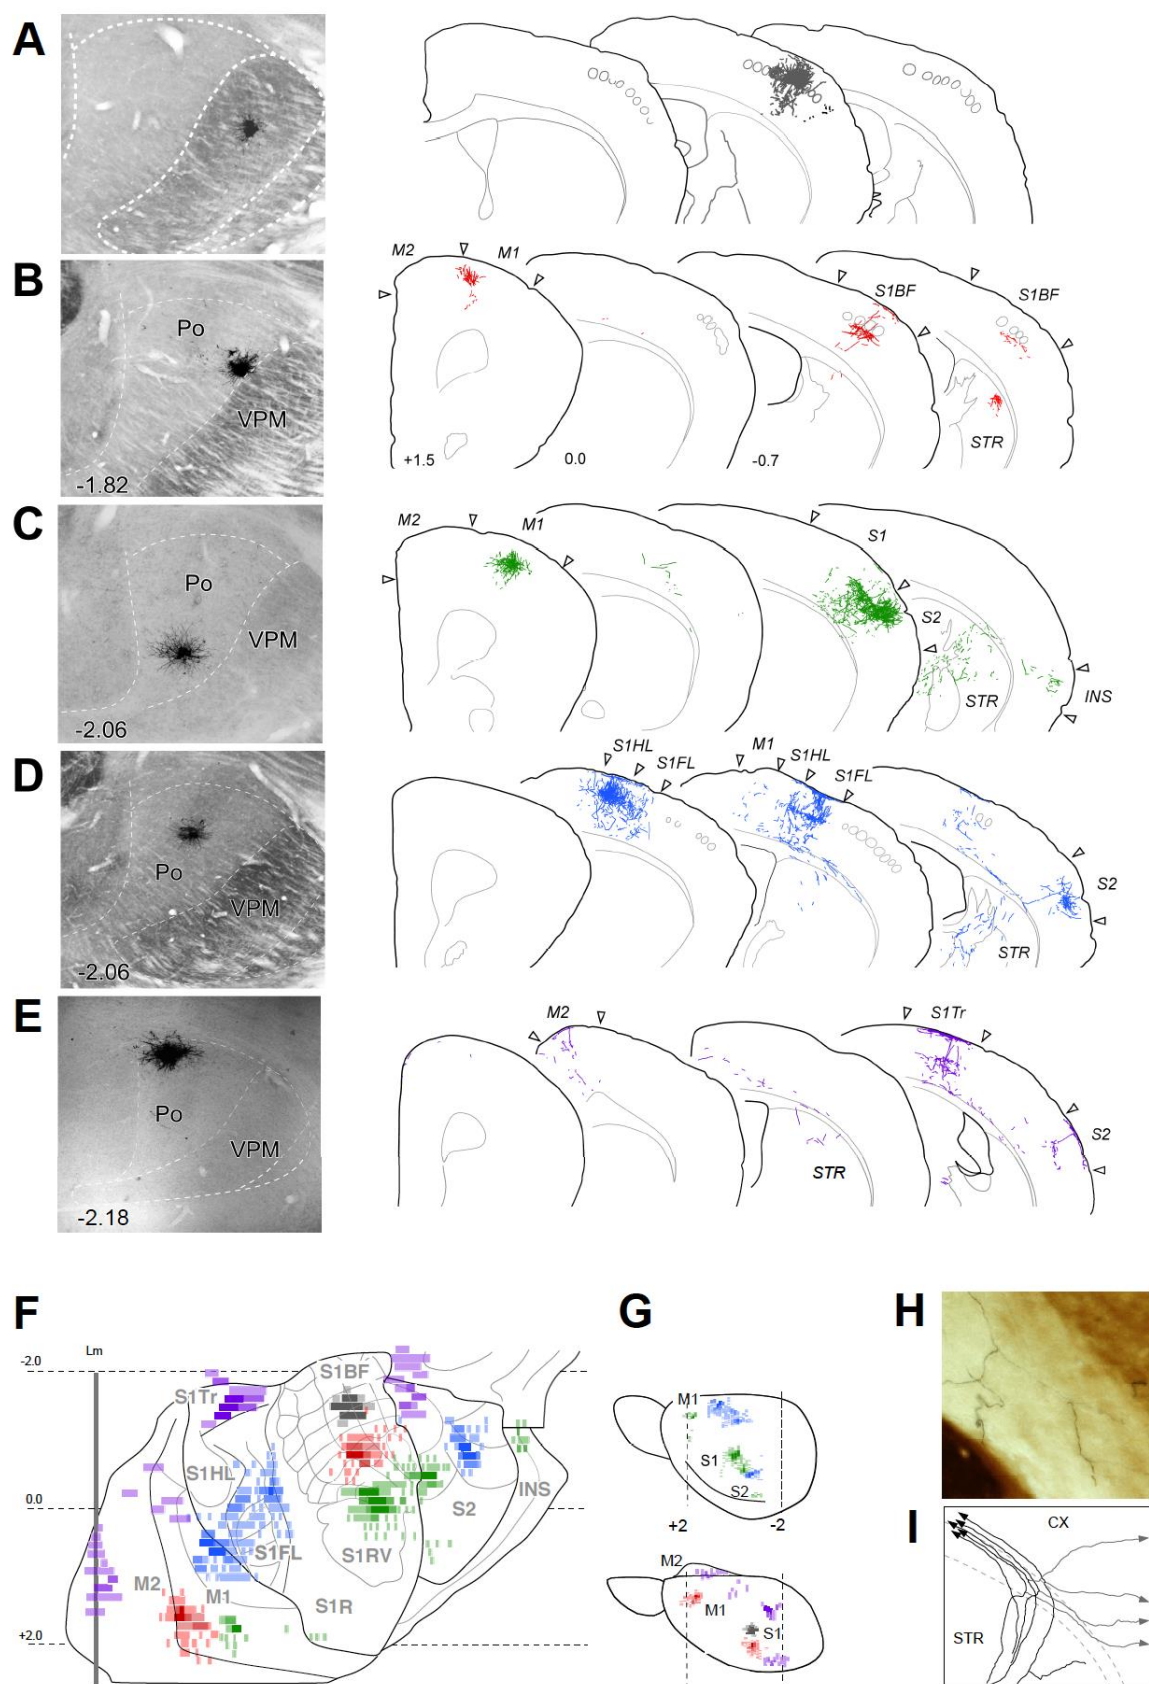 A
B
Po
VPM
-1.82
M2
M1
S1BF
S1BF
STR
+1.5
0.0
-0.7
C
Po
VPM
-2.06
M2
M1
S1
S2
STR
INS
D
Po
VPM
-2.06
S1HL
S1FL
M1
S1HL
S1FL
S2
STR
E
Po
VPM
-2.18
M2
S1Tr
S2
STR
F
Lm
-2.0
0.0
+2.0
S1BF
S1Tr
S1HL
S1FL
S1RV
S1R
S2
INS
M2
M1
G
M1
S1
S2
+2
-2
M2
M1
S1
H
I
CX
STR